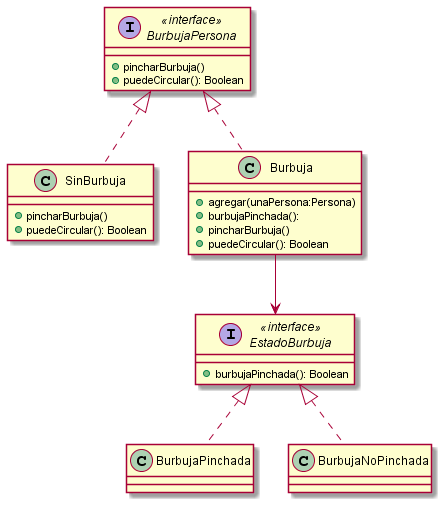 I
«interface»
BurbujaPersona
pincharBurbuja()
puedeCircular(): Boolean
C SinBurbuja
pincharBurbuja()
puedeCircular(): Boolean
C Burbuja
agregar(unaPersona:Persona)
burbujaPinchada():
pincharBurbuja()
puedeCircular(): Boolean
I
«interface»
EstadoBurbuja
burbujaPinchada(): Boolean
C BurbujaPinchada
C BurbujaNoPinchada